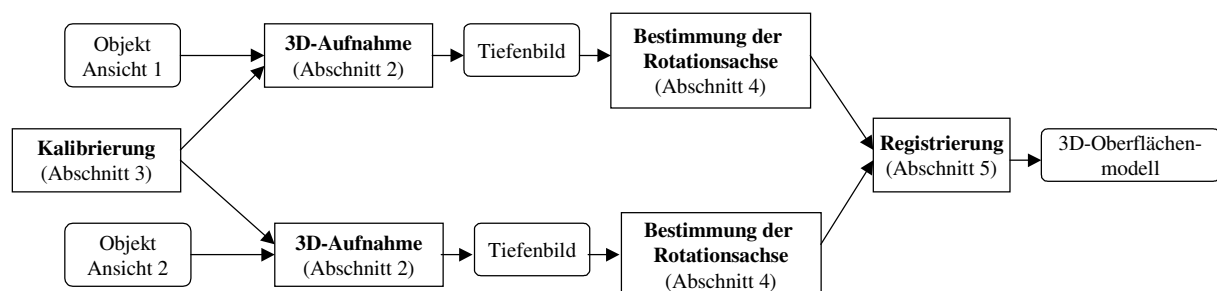 Objekt
Ansicht 1
3D-Aufnahme
(Abschnitt 2)
Tiefenbild
Bestimmung der
Rotationsachse
(Abschnitt 4)
Kalibrierung
(Abschnitt 3)
Registrierung
(Abschnitt 5)
3D-Oberflächen-
modell
Objekt
Ansicht 2
3D-Aufnahme
(Abschnitt 2)
Tiefenbild
Bestimmung der
Rotationsachse
(Abschnitt 4)